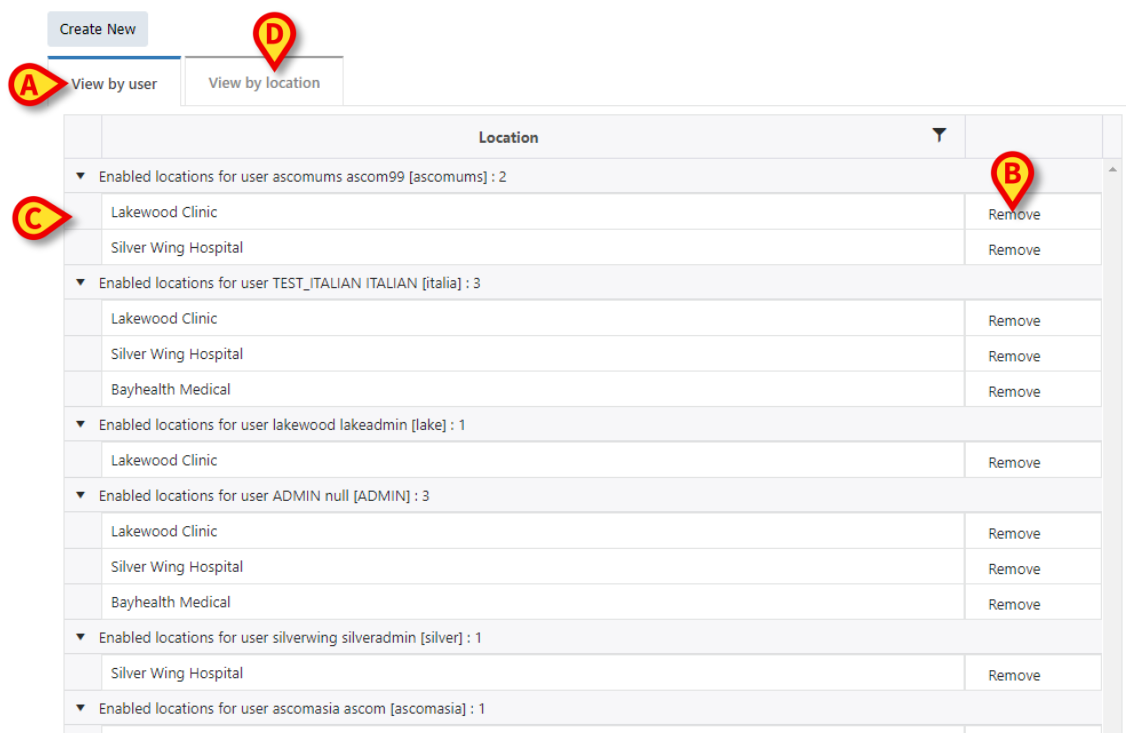 Create New
D
A
View by user
View by location
Location
Enabled locations for user ascomums ascom99 [ascomums] : 2
B
C
Lakewood Clinic
Remove
Silver Wing Hospital
Remove
Enabled locations for user TEST_ITALIAN ITALIAN [italia] : 3
Lakewood Clinic
Remove
Silver Wing Hospital
Remove
Bayhealth Medical
Remove
Enabled locations for user lakewood lakeadmin [lake] : 1
Lakewood Clinic
Remove
Enabled locations for user ADMIN null [ADMIN] : 3
Lakewood Clinic
Remove
Silver Wing Hospital
Remove
Bayhealth Medical
Remove
Enabled locations for user silverwing silveradmin [silver] : 1
Silver Wing Hospital
Remove
Enabled locations for user ascomasia ascom [ascomasia] : 1